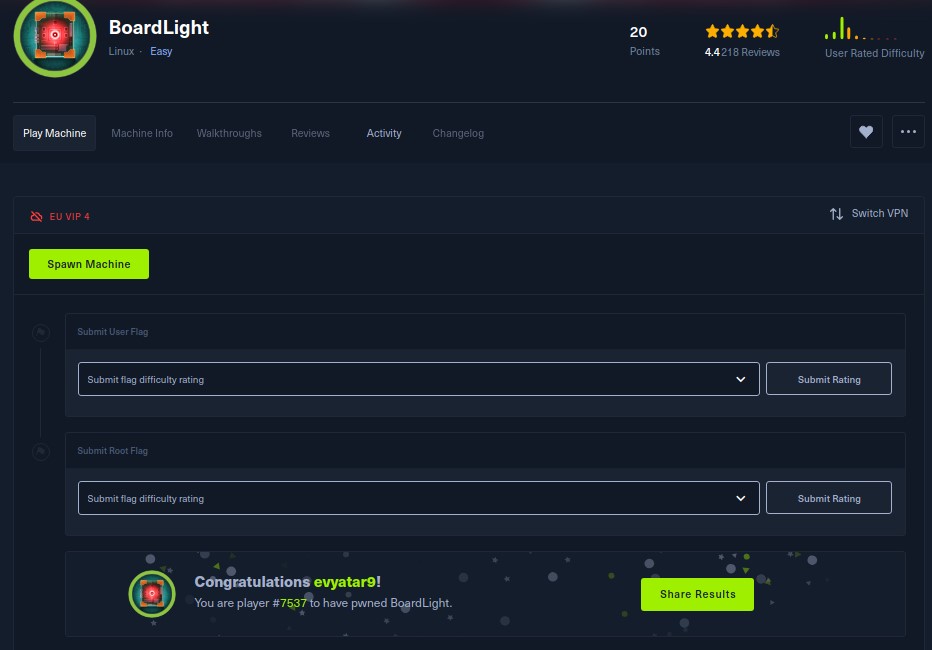 BoardLight
Linux · Easy
20
Points
4.4 218 Reviews
User Rated Difficulty
Play Machine
Machine Info
Walkthroughs
Reviews
Activity
Changelog
EU VIP 4
Switch VPN
Spawn Machine
Submit User Flag
Submit flag difficulty rating
Submit Rating
Submit Root Flag
Submit flag difficulty rating
Submit Rating
Congratulations evyatar9!
You are player #7537 to have pwned BoardLight.
Share Results